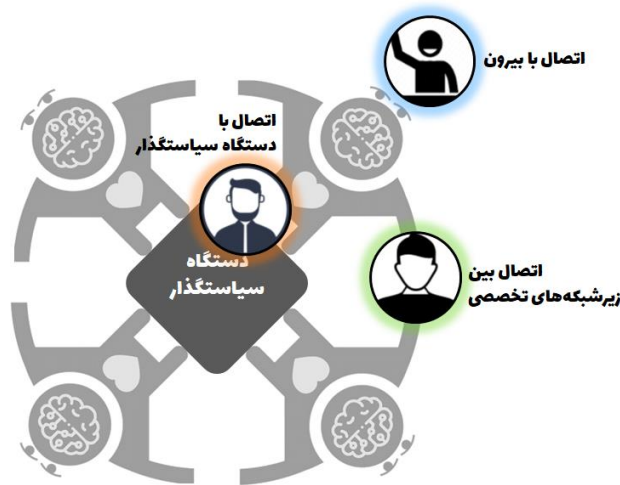 اتصال با بیرون
اتصال با
دستگاه سیاستگذار
دستگاه
سیاستگذار
اتصال بین
زیرشبکه‌های تخصصی